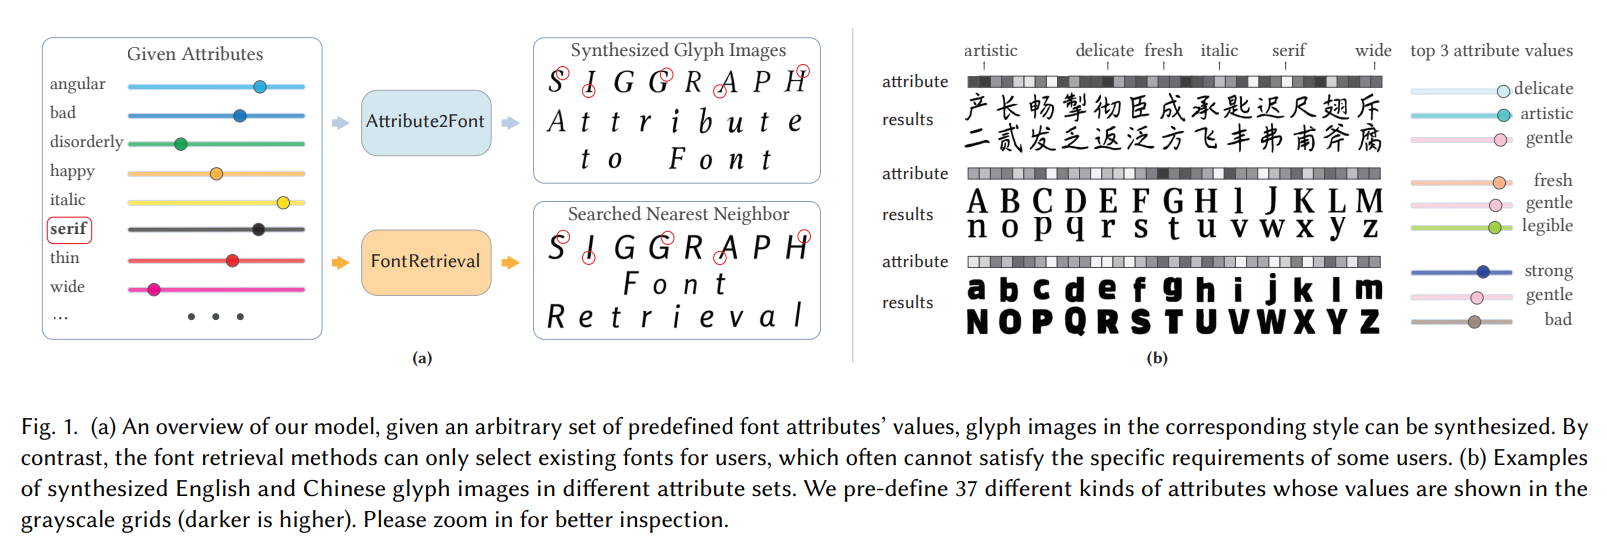 Given Attributes
angular
bad
disorderly
happy
italic
serif
thin
wide
...
Attribute2Font
FontRetrieval
Synthesized Glyph Images
S I G G R A P H
A t t r i b u t e
t o F o n t
Searched Nearest Neighbor
S I G G R A P H
F o n t
R e t r i e v a l
(a)
artistic delicate fresh italic serif wide
attribute
results
产长畅掣彻臣成承匙迟尺翅斥
二贰发乏返泛方飞丰弗甫斧腐
attribute
results
A B C D E F G H I J K L M
n o p q r s t u v w x y z
attribute
results
a b c d e f g h i j k l m
N O P Q R S T U V W X Y Z
top 3 attribute values
delicate
artistic
gentle
fresh
gentle
legible
strong
gentle
bad
(b)
Fig. 1. (a) An overview of our model, given an arbitrary set of predefined font attributes' values, glyph images in the corresponding style can be synthesized. By
contrast, the font retrieval methods can only select existing fonts for users, which often cannot satisfy the specific requirements of some users. (b) Examples
of synthesized English and Chinese glyph images in different attribute sets. We pre-define 37 different kinds of attributes whose values are shown in the
grayscale grids (darker is higher). Please zoom in for better inspection.